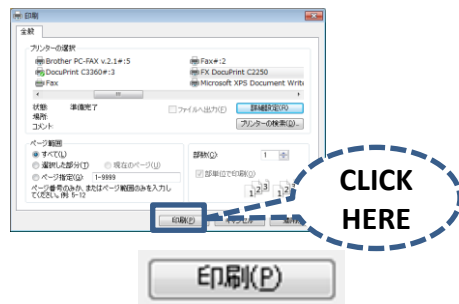 印刷
全般
プリンターの選択
Brother PC-FAX v.2.1#:5
Fax#:2
DocuPrint C3360#:3
FX DocuPrint C2250
Fax
Microsoft XPS Document Write
状態: 準備完了
ファイルへ出力(F)
詳細設定(R)
場所:
コメント:
プリンターの検索(D)...
ページ範囲
すべて(L)
部数(C): 1
選択した部分(T)
現在のページ(U)
ページ指定(G): 1-9999
部単位で印刷(O)
ページ番号のみか、またはページ範囲のみを入力し
てください。例: 5-12
1 2 3
1 2
印刷(P)
CLICK
HERE
印刷(P)